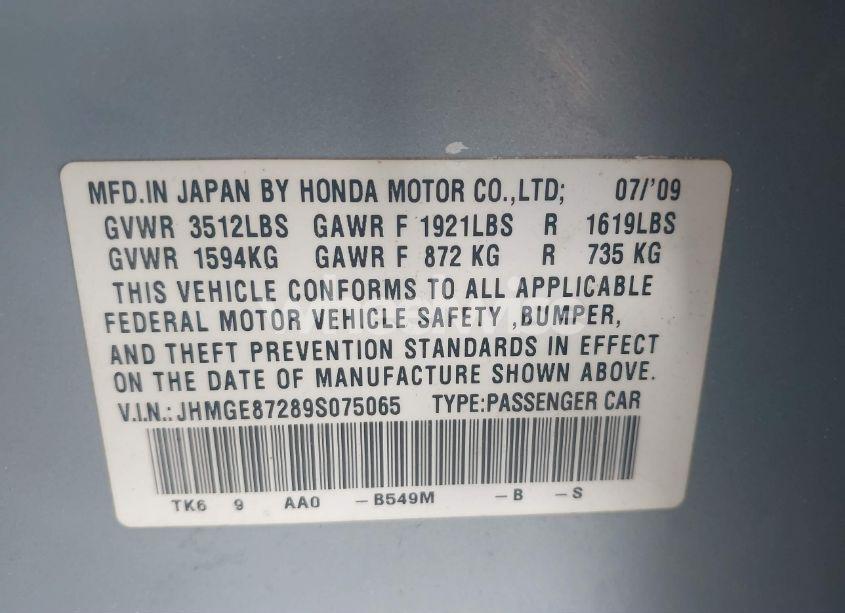 MFD.IN JAPAN BY HONDA MOTOR CO.,LTD; 07/'09
GVWR 3512LBS GAWR F 1921LBS R 1619LBS
GVWR 1594KG GAWR F 872 KG R 735 KG
THIS VEHICLE CONFORMS TO ALL APPLICABLE
FEDERAL MOTOR VEHICLE SAFETY ,BUMPER,
AND THEFT PREVENTION STANDARDS IN EFFECT
ON THE DATE OF MANUFACTURE SHOWN ABOVE.
V.I.N.: JHMGE87289S075065 TYPE:PASSENGER CAR
TK6 9 AA0 -B549M -B -S